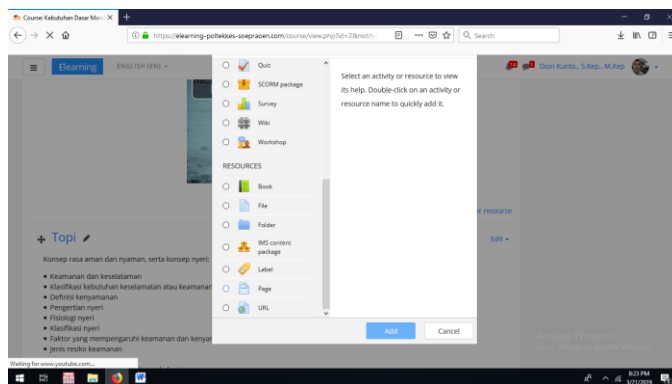 Course: Kebutuhan Dasar Man
https://elearning-poltekkes-soepraoen.com/course/view.php?id=2&notify
Search
Elearning
ENGLISH (EN)
Dion Kunto., S.Kep., M.Kep
Quiz
SCORM package
Survey
Wiki
Workshop
RESOURCES
Book
File
Folder
IMS content
package
Label
Page
URL
Select an activity or resource to view
its help. Double-click on an activity or
resource name to quickly add it.
or resource
Topi
Edit
Konsep rasa aman dan nyaman, serta konsep nyeri:
Keamanan dan keselataman
Klasifikasi kebutuhan keselamatan atau keamanan
Definisi kenyamanan
Pengertian nyeri
Fisiologi nyeri
Klasifikasi nyeri
Faktor yang mempengaruhi keamanan dan kenya
Jenis resiko keamanan
Add
Cancel
Activate Windows
Waiting for www.youtube.com...
8:23 PM
3/21/2019